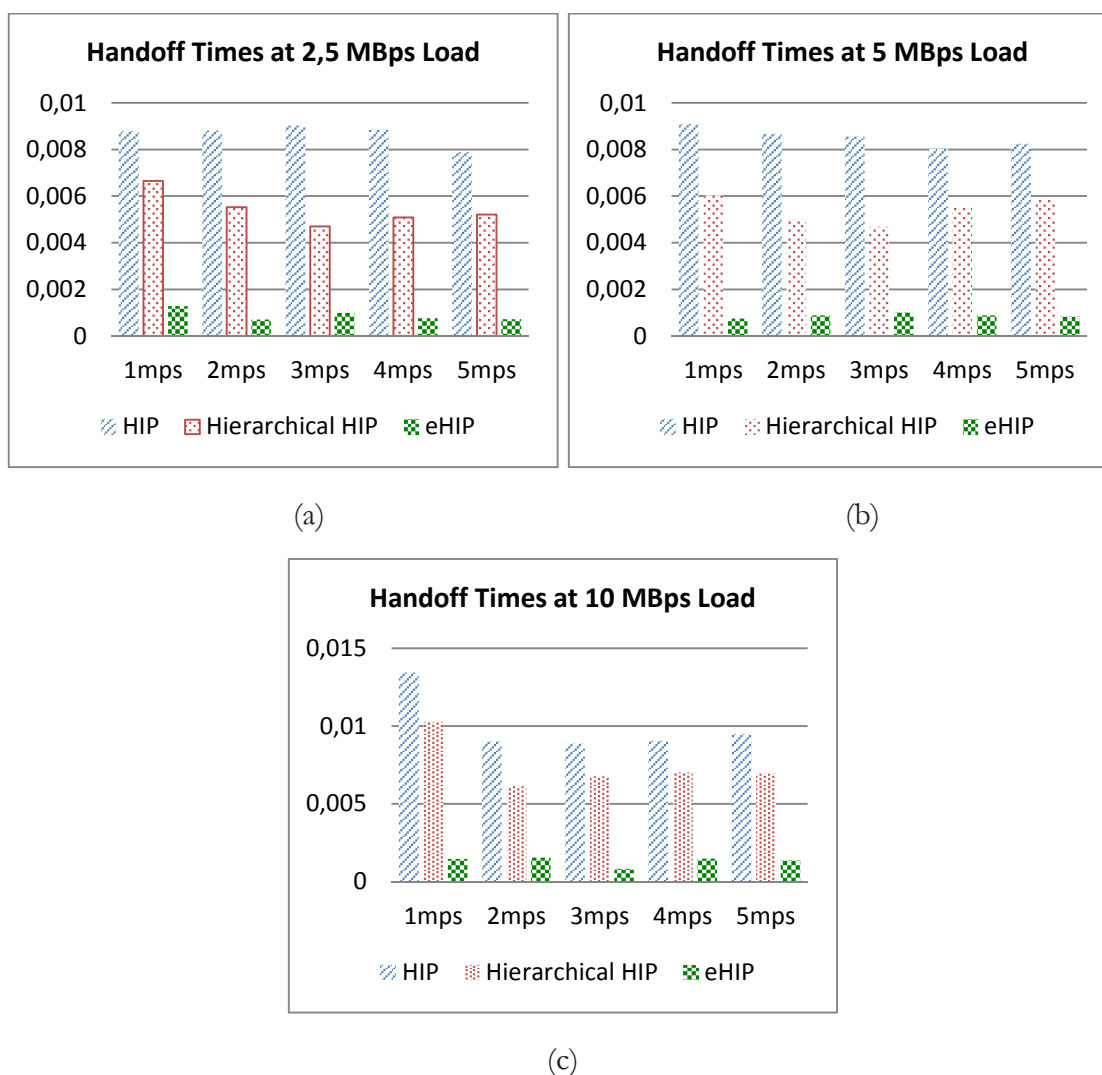 Handoff Times at 2,5 MBps Load
0,01
0,008
0,006
0,004
0,002
0
1mps 2mps 3mps 4mps 5mps
HIP Hierarchical HIP eHIP
(a)
Handoff Times at 5 MBps Load
0,01
0,008
0,006
0,004
0,002
0
1mps 2mps 3mps 4mps 5mps
HIP Hierarchical HIP eHIP
(b)
Handoff Times at 10 MBps Load
0,015
0,01
0,005
0
1mps 2mps 3mps 4mps 5mps
HIP Hierarchical HIP eHIP
(c)